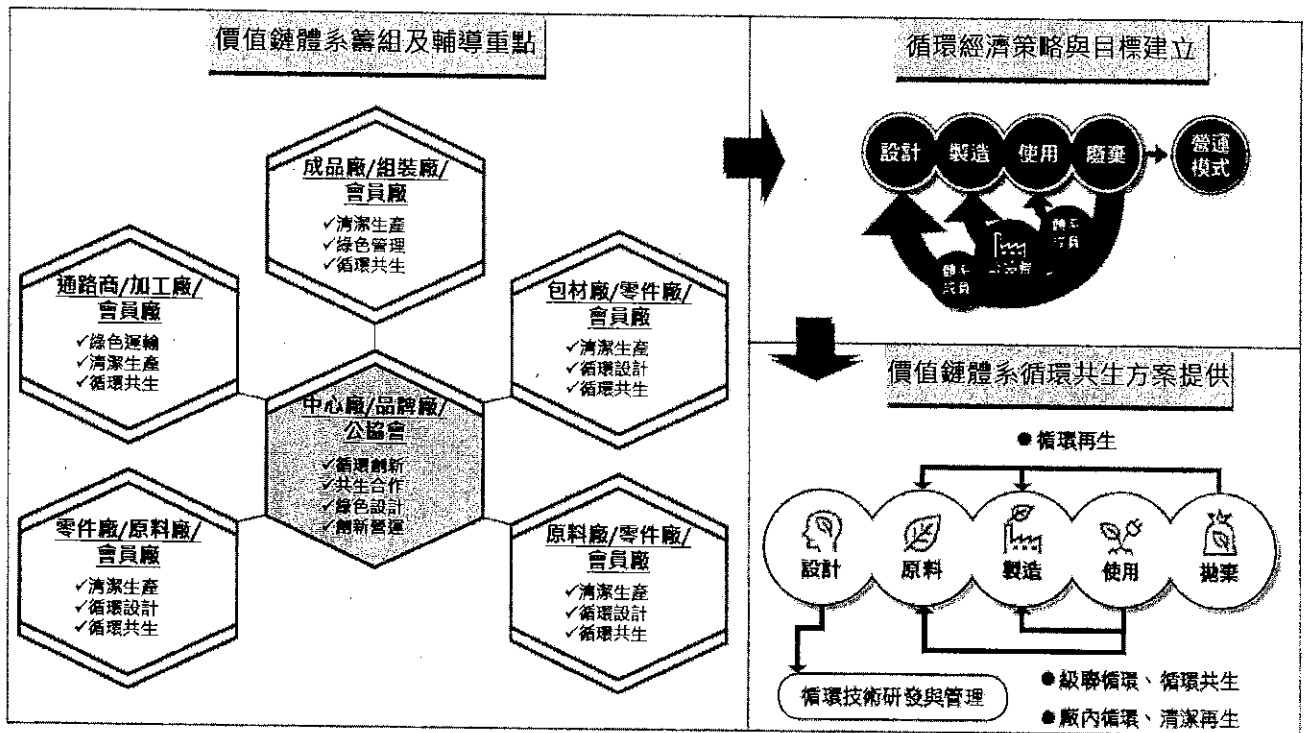 價值鏈體系籌組及輔導重點
成品廠/組裝廠/
會員廠
✓清潔生產
✓綠色管理
✓循環共生
通路商/加工廠/
會員廠
✓綠色運輸
✓清潔生產
✓循環共生
包材廠/零件廠/
會員廠
✓清潔生產
✓循環設計
✓循環共生
中心廠/品牌廠/
公協會
✓循環創新
✓共生合作
✓綠色設計
✓創新營運
零件廠/原料廠/
會員廠
✓清潔生產
✓循環設計
✓循環共生
原料廠/零件廠/
會員廠
✓清潔生產
✓循環設計
✓循環共生
循環經濟策略與目標建立
設計
製造
使用
廢棄
營運
模式
價值鏈體系循環共生方案提供
●循環再生
設計
原料
製造
使用
拋棄
循環技術研發與管理
●級聯循環、循環共生
●廠內循環、清潔再生